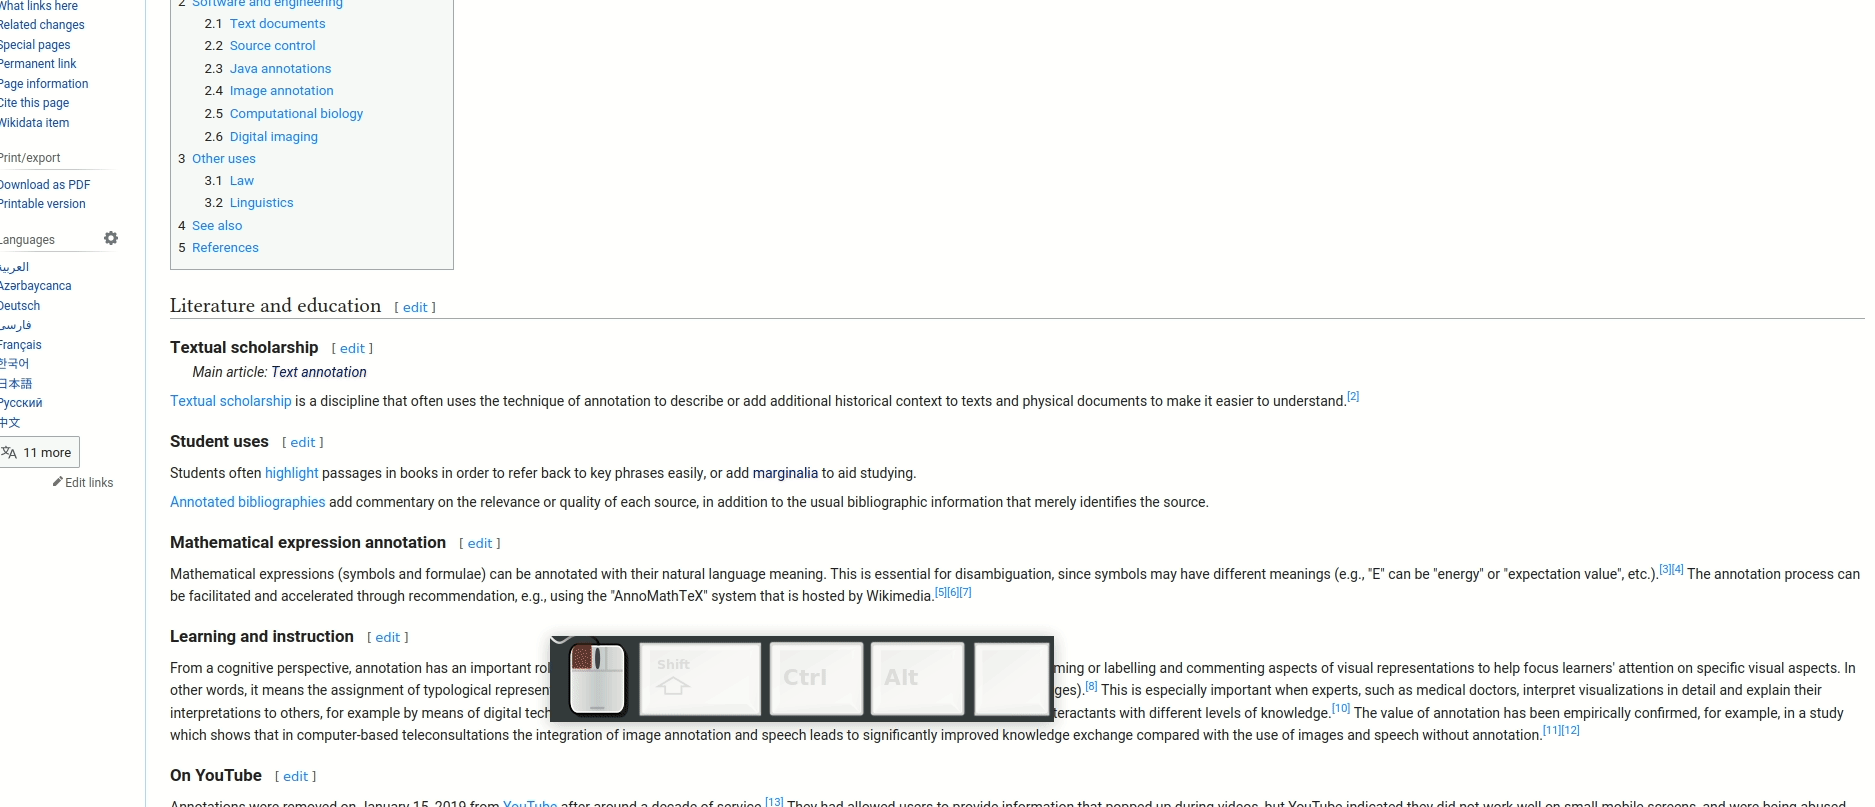 What links here
Related changes
Special pages
Permanent link
Page information
Cite this page
Wikidata item
Print/export
Download as PDF
Printable version
Languages
العربية
Azərbaycanca
Deutsch
فارسی
Français
한국어
日本語
Русский
中文
11 more
Edit links
2 Software and engineering
2.1 Text documents
2.2 Source control
2.3 Java annotations
2.4 Image annotation
2.5 Computational biology
2.6 Digital imaging
3 Other uses
3.1 Law
3.2 Linguistics
4 See also
5 References
Literature and education [ edit ]
Textual scholarship [ edit ]
Main article: Text annotation
Textual scholarship is a discipline that often uses the technique of annotation to describe or add additional historical context to texts and physical documents to make it easier to understand.[2]
Student uses [ edit ]
Students often highlight passages in books in order to refer back to key phrases easily, or add marginalia to aid studying.
Annotated bibliographies add commentary on the relevance or quality of each source, in addition to the usual bibliographic information that merely identifies the source.
Mathematical expression annotation [ edit ]
Mathematical expressions (symbols and formulae) can be annotated with their natural language meaning. This is essential for disambiguation, since symbols may have different meanings (e.g., "E" can be "energy" or "expectation value", etc.).[3][4] The annotation process can
be facilitated and accelerated through recommendation, e.g., using the "AnnoMathTeX" system that is hosted by Wikimedia.[5][6][7]
Learning and instruction [ edit ]
From a cognitive perspective, annotation has an important rol ming or labelling and commenting aspects of visual representations to help focus learners' attention on specific visual aspects. In
other words, it means the assignment of typological represen ges).[8] This is especially important when experts, such as medical doctors, interpret visualizations in detail and explain their
interpretations to others, for example by means of digital tech teractants with different levels of knowledge.[10] The value of annotation has been empirically confirmed, for example, in a study
which shows that in computer-based teleconsultations the integration of image annotation and speech leads to significantly improved knowledge exchange compared with the use of images and speech without annotation.[11][12]
Shift
Ctrl
Alt
On YouTube [ edit ]
Annotations were removed on January 15, 2019 from YouTube after around a decade of service.[13] They had allowed users to provide information that popped up during videos, but YouTube indicated they did not work well on small mobile screens, and were being abused.